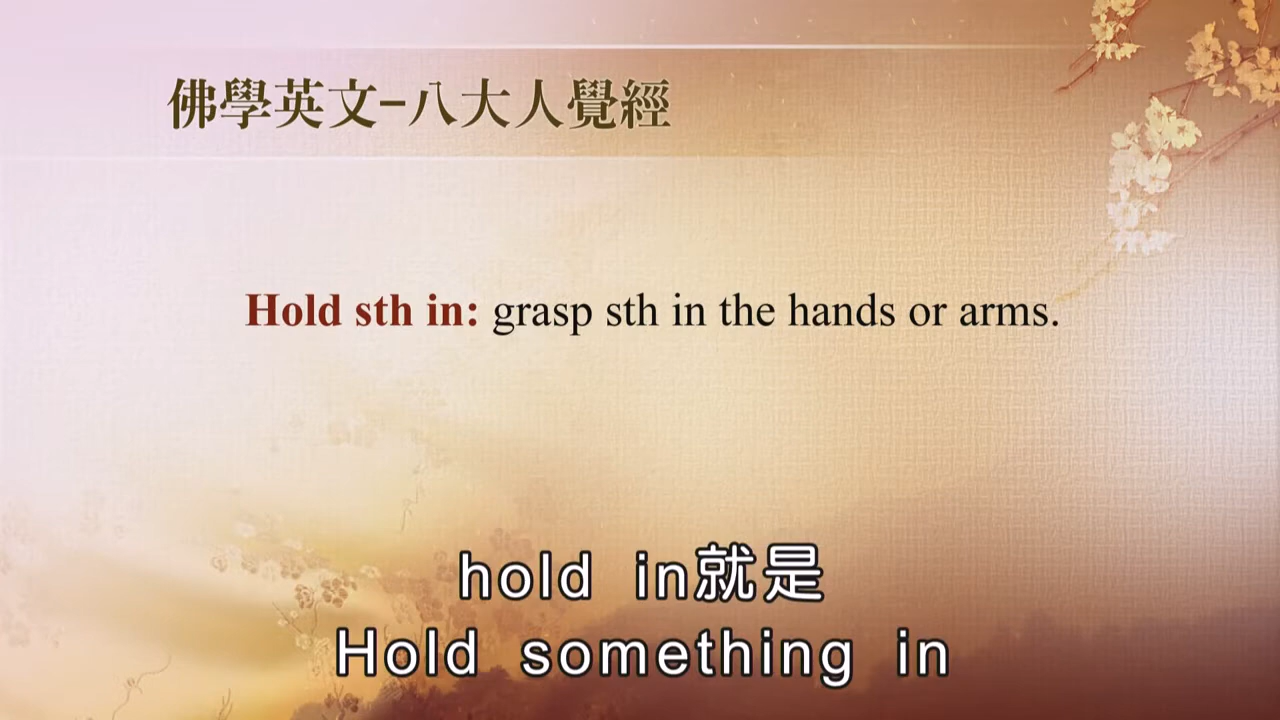 佛學英文-八大人覺經
Hold sth in: grasp sth in the hands or arms.
hold in就是
Hold something in